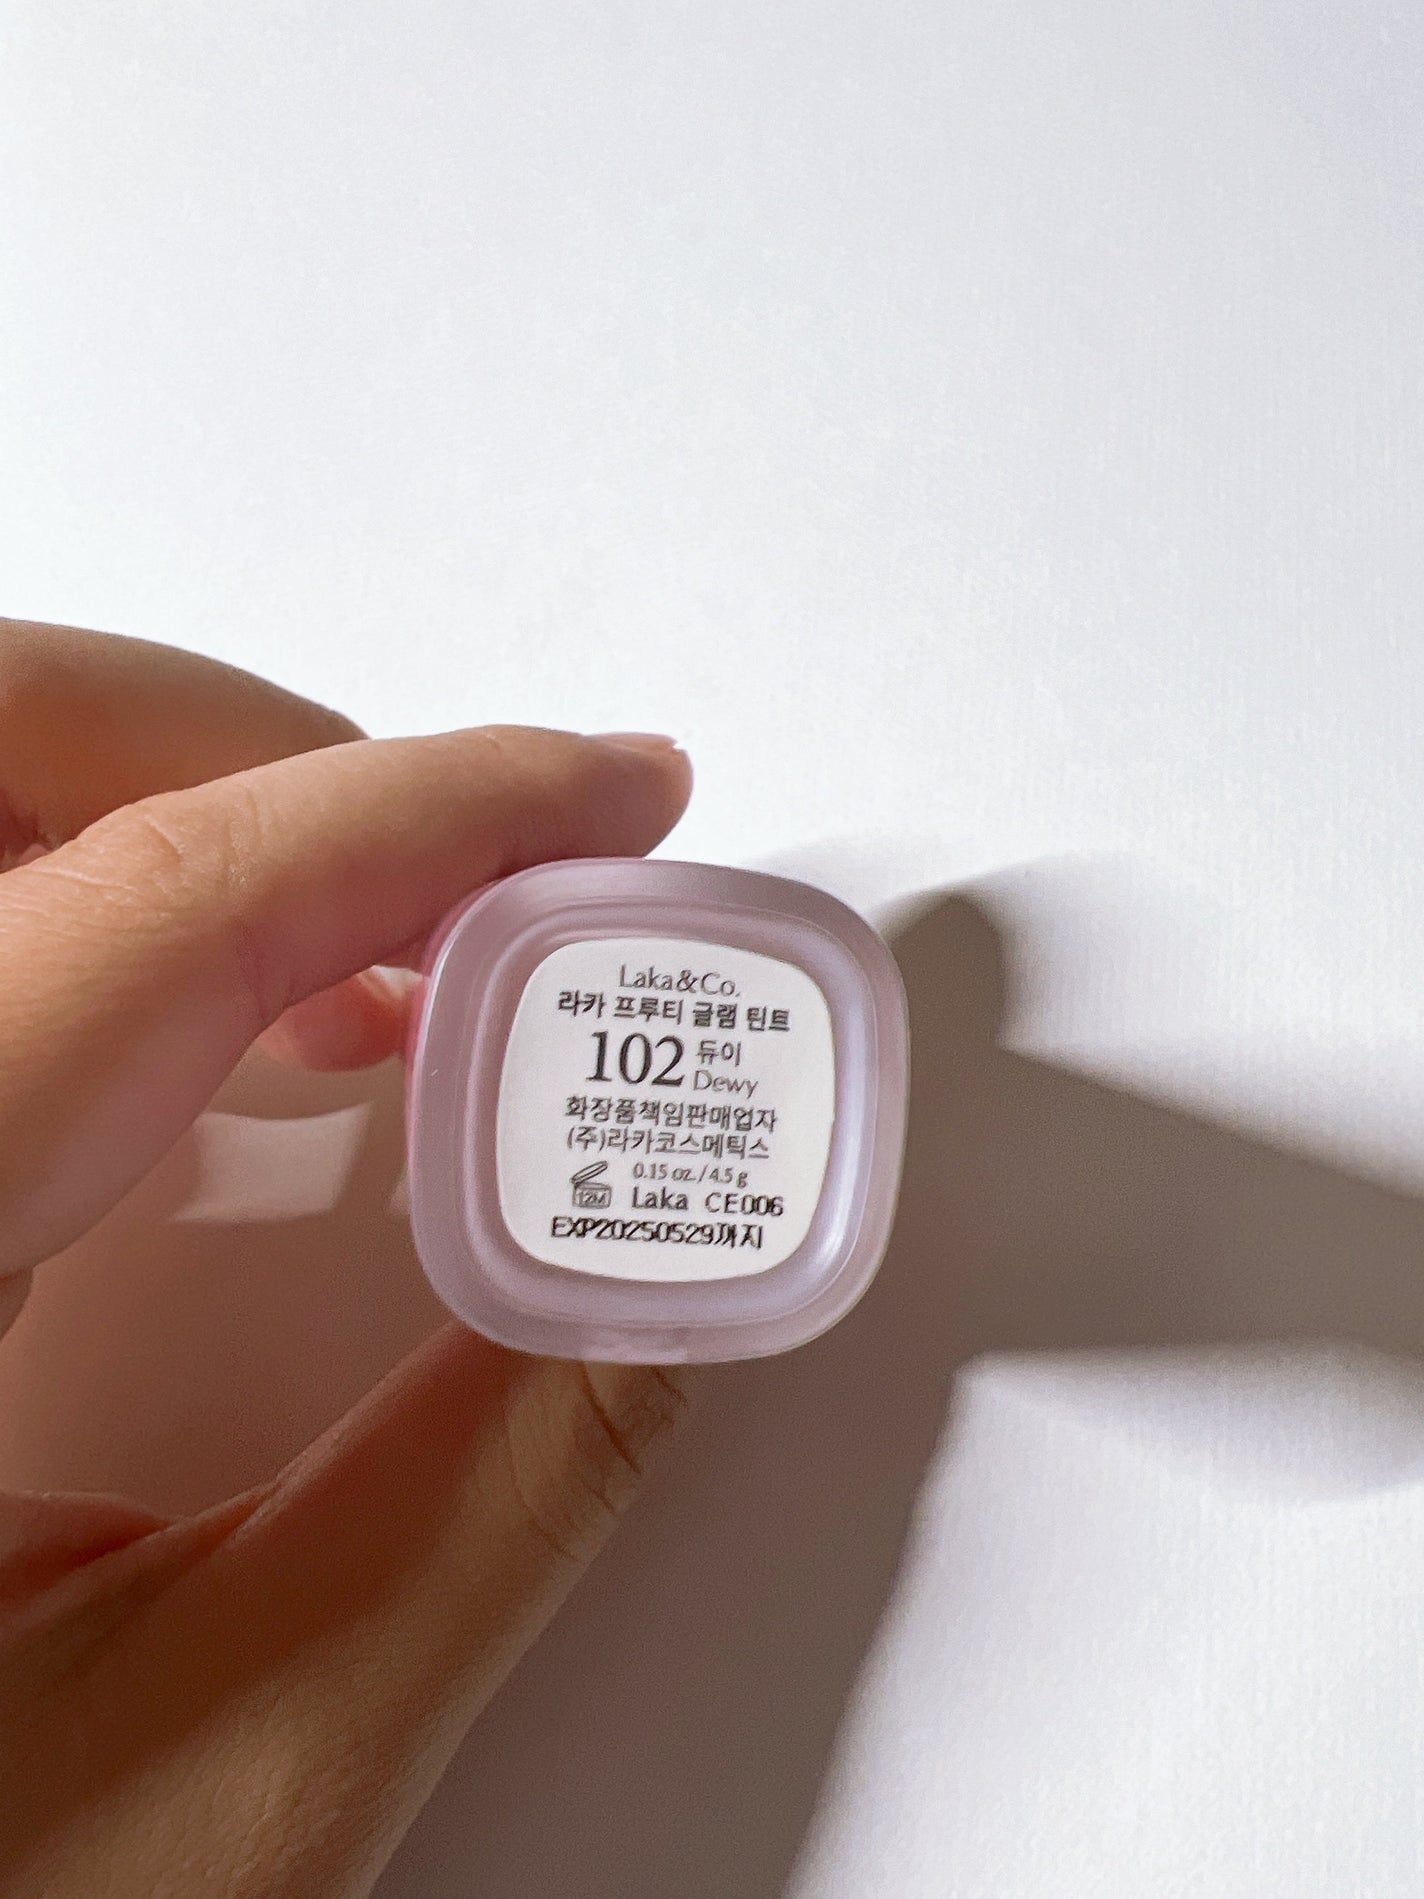 Laka&Co.
라카 프루티 글램 틴트
102 듀이
Dewy
화장품책임판매업자
(주)라카코스메틱스
0.15 oz./4.5 g
12M Laka CE006
EXP20250529까지